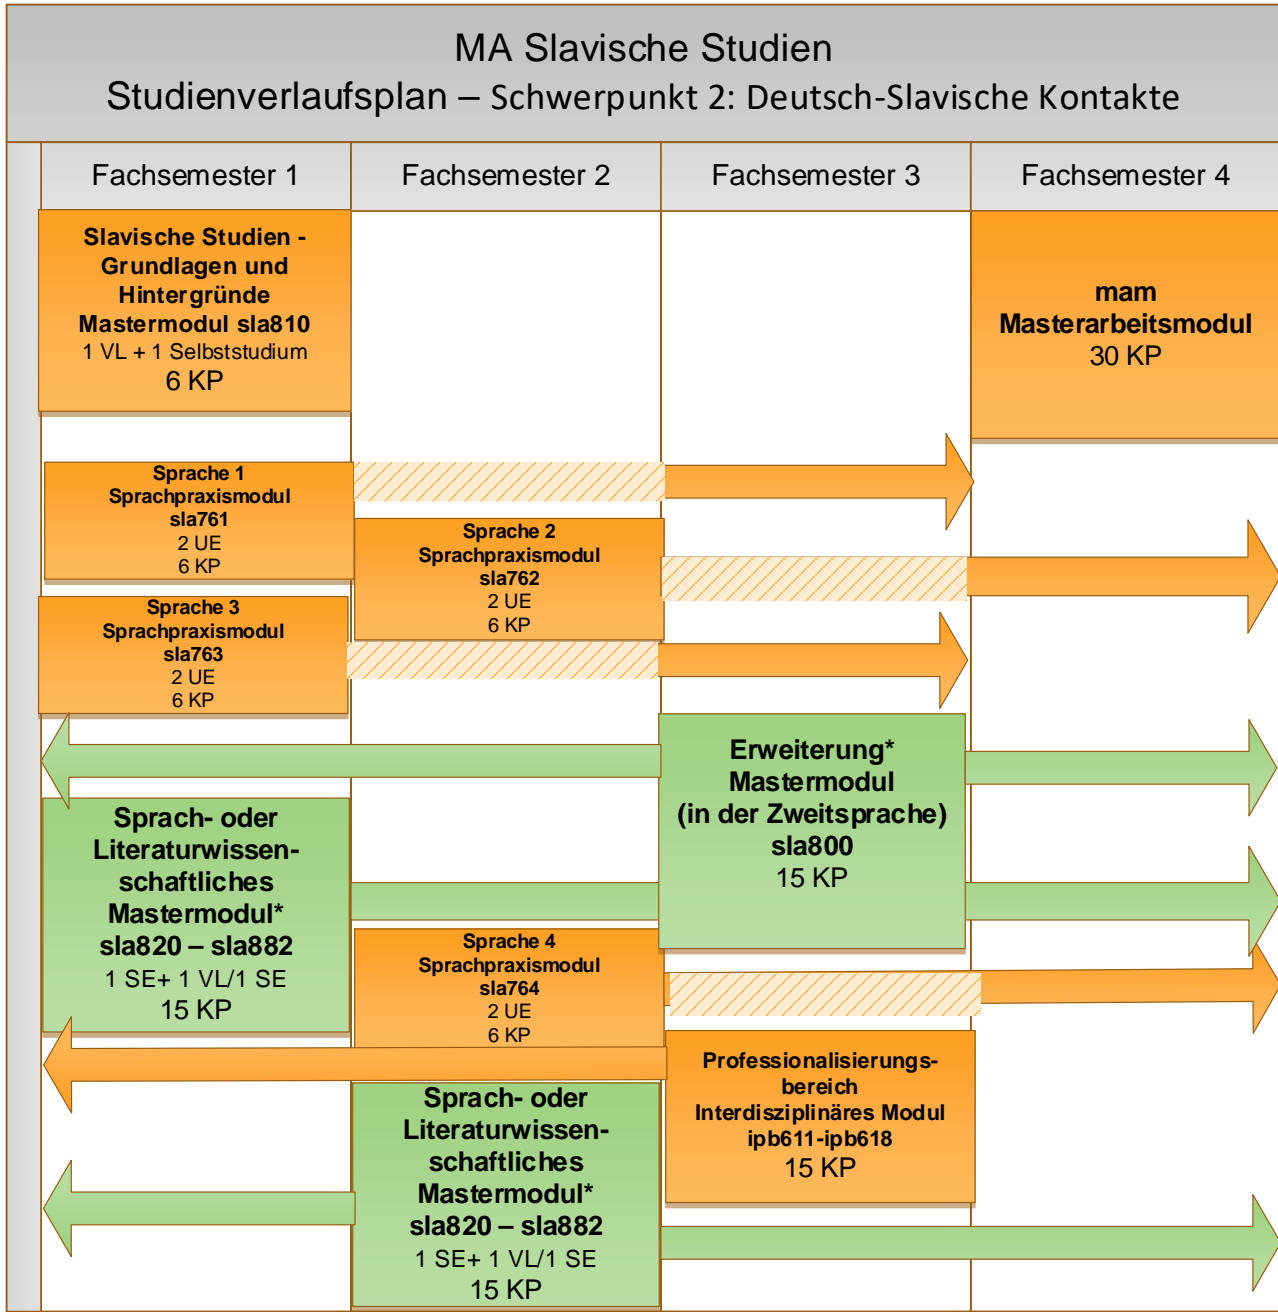 MA Slavische Studien
Studienverlaufsplan – Schwerpunkt 2: Deutsch-Slavische Kontakte
Fachsemester 1
Fachsemester 2
Fachsemester 3
Fachsemester 4
Slavische Studien -
Grundlagen und
Hintergründe
Mastermodul sla810
1 VL + 1 Selbststudium
6 KP
mam
Masterarbeitsmodul
30 KP
Sprache 1
Sprachpraxismodul
sla761
2 UE
6 KP
Sprache 2
Sprachpraxismodul
sla762
2 UE
6 KP
Sprache 3
Sprachpraxismodul
sla763
2 UE
6 KP
Erweiterung*
Mastermodul
(in der Zweitsprache)
sla800
15 KP
Sprach- oder
Literaturwissen-
schaftliches
Mastermodul*
sla820 – sla882
1 SE+ 1 VL/1 SE
15 KP
Sprache 4
Sprachpraxismodul
sla764
2 UE
6 KP
Professionalisierungs-
bereich
Interdisziplinäres Modul
ipb611-ipb618
15 KP
Sprach- oder
Literaturwissen-
schaftliches
Mastermodul*
sla820 – sla882
1 SE+ 1 VL/1 SE
15 KP